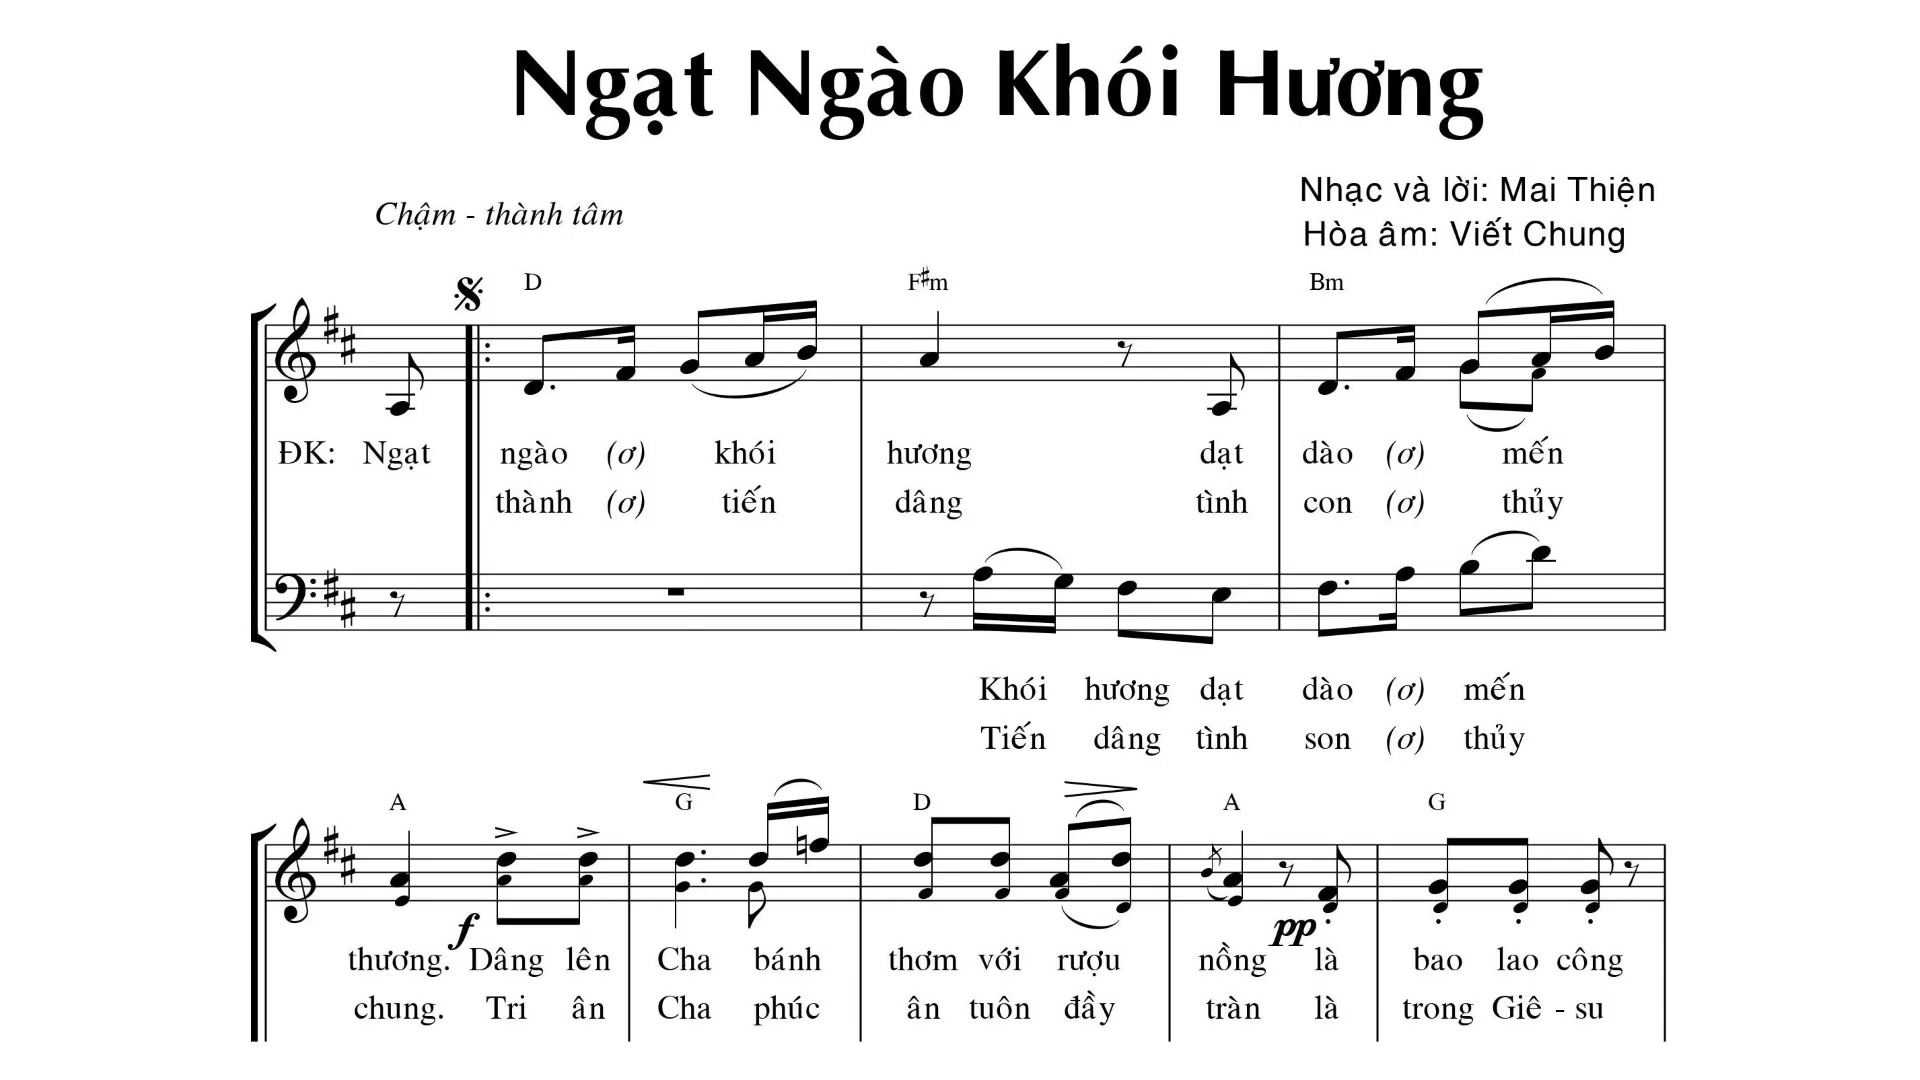 Ngạt Ngào Khói Hương
Nhạc và lời: Mai Thiện
Chậm - thành tâm
Hòa âm: Viết Chung
D F#m Bm
ĐK: Ngạt ngào (ơ) khói hương dạt dào (ơ) mến
thành (ơ) tiến dâng tình con (ơ) thủy
Khói hương dạt dào (ơ) mến
Tiến dâng tình son (ơ) thủy
A G D A G
f pp
thương. Dâng lên Cha bánh thơm với rượu nồng là bao lao công
chung. Tri ân Cha phúc ân tuôn đầy tràn là trong Giê - su